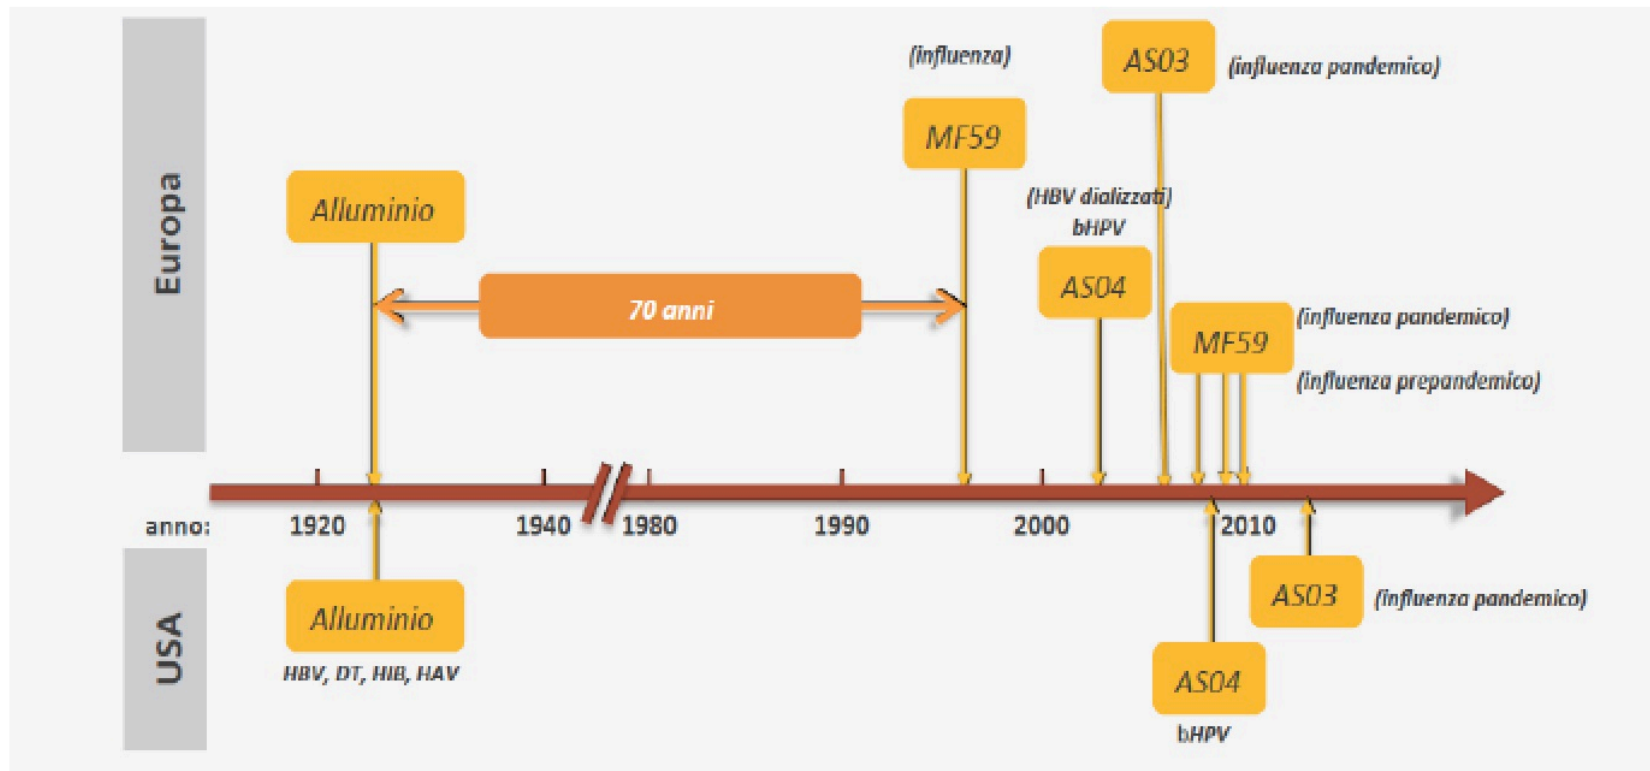 Europa
(influenza)
AS03
(influenza pandemico)
MF59
(HBV dializzati)
bHPV
Alluminio
AS04
70 anni
MF59
(influenza pandemico)
(influenza prepandemico)
anno:
1920
1940
1980
1990
2000
2010
USA
Alluminio
HBV, DT, HIB, HAV
AS03
(influenza pandemico)
AS04
bHPV